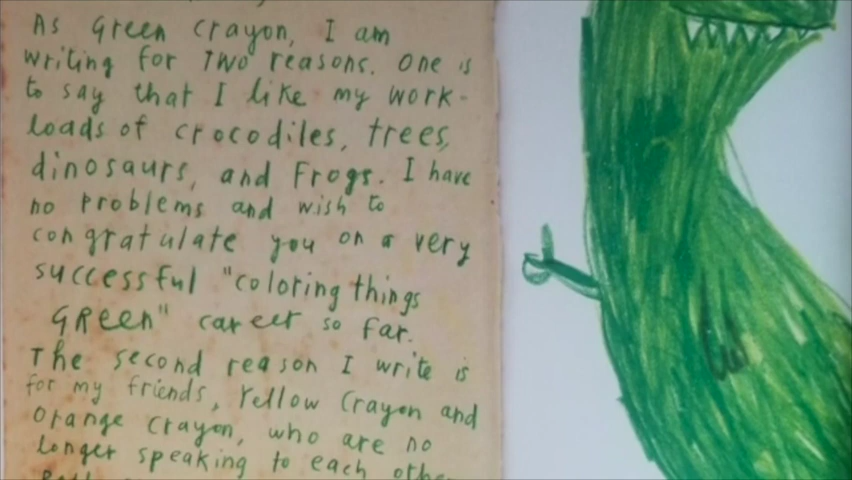 As Green crayon, I am
writing for TWO reasons. One is
to say that I like my work-
loads of crocodiles, trees,
dinosaurs, and Frogs. I have
no problems and wish to
congratulate you on a very
successful "coloring things
GReen" career so far.
The second reason I write is
for my friends, Yellow Crayon and
Orange Crayon, who are no
longer speaking to each other